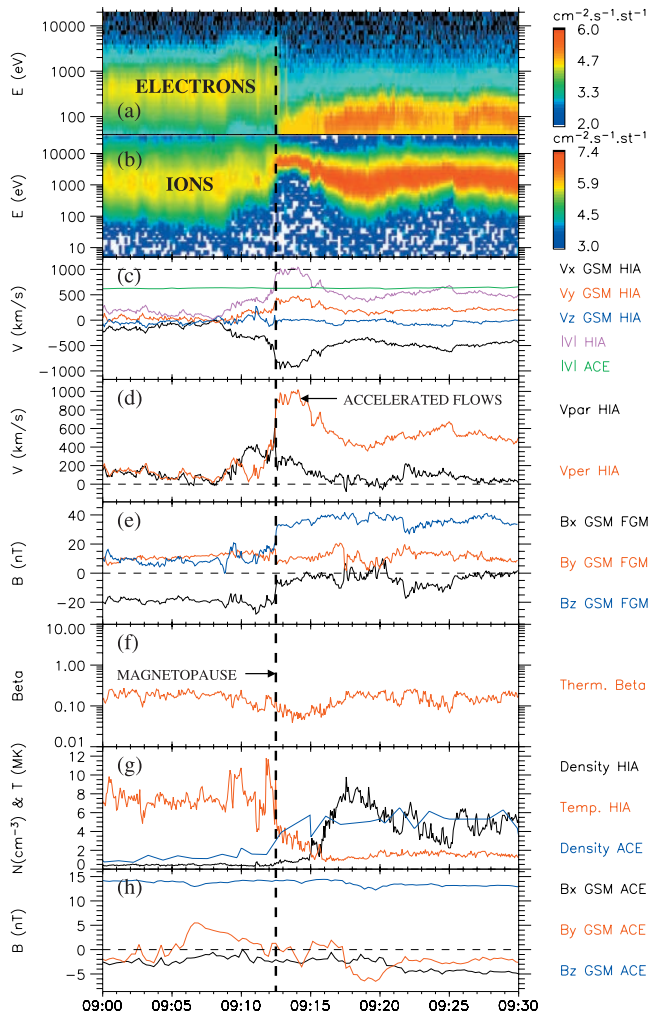 cm⁻².s⁻¹.st⁻¹
10000
1000
100
E (eV)
ELECTRONS
(a)
6.0
4.7
3.3
2.0
cm⁻².s⁻¹.st⁻¹
10000
1000
100
10
E (eV)
(b)
IONS
7.4
5.9
4.5
3.0
1000
500
0
-500
-1000
V (km/s)
(c)
Vx GSM HIA
Vy GSM HIA
Vz GSM HIA
|V| HIA
|V| ACE
1000
800
600
400
200
0
V (km/s)
(d)
ACCELERATED FLOWS
Vpar HIA
Vper HIA
40
20
0
-20
B (nT)
(e)
Bx GSM FGM
By GSM FGM
Bz GSM FGM
10.00
1.00
0.10
0.01
Beta
(f)
MAGNETOPAUSE
Therm. Beta
12
10
8
6
4
2
0
N(cm⁻³) & T (MK)
(g)
Density HIA
Temp. HIA
Density ACE
10
5
0
-5
B (nT)
(h)
Bx GSM ACE
By GSM ACE
Bz GSM ACE
09:00 09:05 09:10 09:15 09:20 09:25 09:30